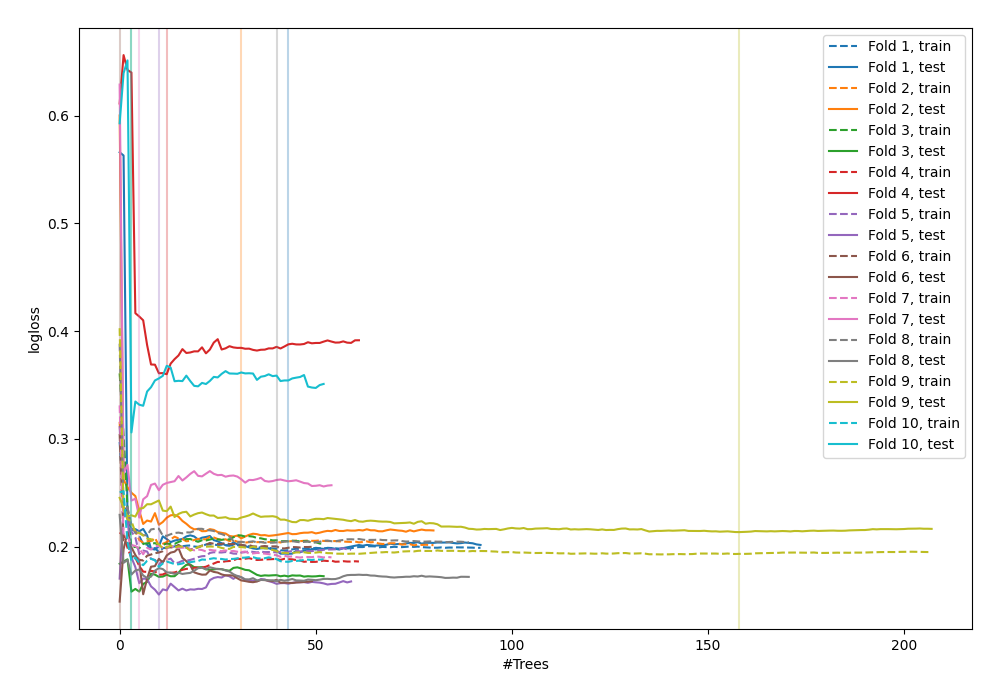 0.6
0.5
0.4
0.3
0.2
logloss
0
50
100
150
200
#Trees
Fold 1, train
Fold 1, test
Fold 2, train
Fold 2, test
Fold 3, train
Fold 3, test
Fold 4, train
Fold 4, test
Fold 5, train
Fold 5, test
Fold 6, train
Fold 6, test
Fold 7, train
Fold 7, test
Fold 8, train
Fold 8, test
Fold 9, train
Fold 9, test
Fold 10, train
Fold 10, test